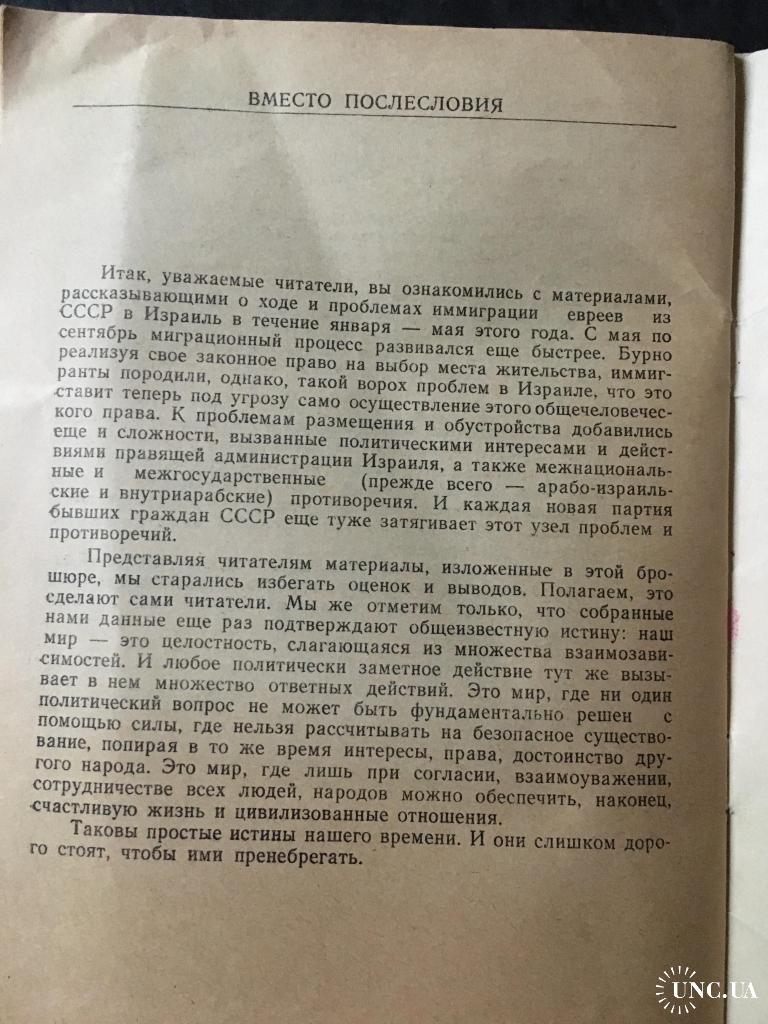 ВМЕСТО ПОСЛЕСЛОВИЯ
Итак, уважаемые читатели, вы ознакомились с материалами,
рассказывающими о ходе и проблемах иммиграции евреев из
СССР в Израиль в течение января — мая этого года. С мая по
сентябрь миграционный процесс развивался еще быстрее. Бурно
реализуя свое законное право на выбор места жительства, иммиг-
ранты породили, однако, такой ворох проблем в Израиле, что это
ставит теперь под угрозу само осуществление этого общечеловечес-
кого права. К проблемам размещения и обустройства добавились
еще и сложности, вызванные политическими интересами и дейст-
виями правящей администрации Израиля, а также межнациональ-
ные и межгосударственные (прежде всего — арабо-израиль-
ские и внутриарабские) противоречия. И каждая новая партия
бывших граждан СССР еще туже затягивает этот узел проблем и
противоречий.
Представляя читателям материалы, изложенные в этой бро-
шюре, мы старались избегать оценок и выводов. Полагаем, это
сделают сами читатели. Мы же отметим только, что собранные
нами данные еще раз подтверждают общеизвестную истину: наш
мир — это целостность, слагающаяся из множества взаимозави-
симостей. И любое политически заметное действие тут же вызы-
вает в нем множество ответных действий. Это мир, где ни один
политический вопрос не может быть фундаментально решен с
помощью силы, где нельзя рассчитывать на безопасное существо-
вание, попирая в то же время интересы, права, достоинство дру-
гого народа. Это мир, где лишь при согласии, взаимоуважении,
сотрудничестве всех людей, народов можно обеспечить, наконец,
счастливую жизнь и цивилизованные отношения.
Таковы простые истины нашего времени. И они слишком доро-
го стоят, чтобы ими пренебрегать.
UNC.UA